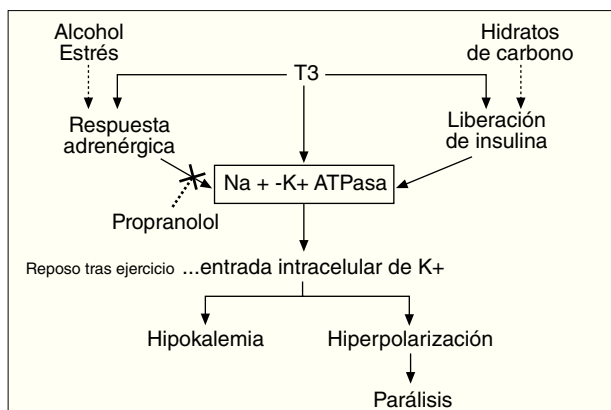 Alcohol
Estrés
Hidratos
de carbono
T3
Respuesta
adrenérgica
Liberación
de insulina
Na + -K+ ATPasa
Propranolol
Reposo tras ejercicio ...entrada intracelular de K+
Hipokalemia
Hiperpolarización
Parálisis